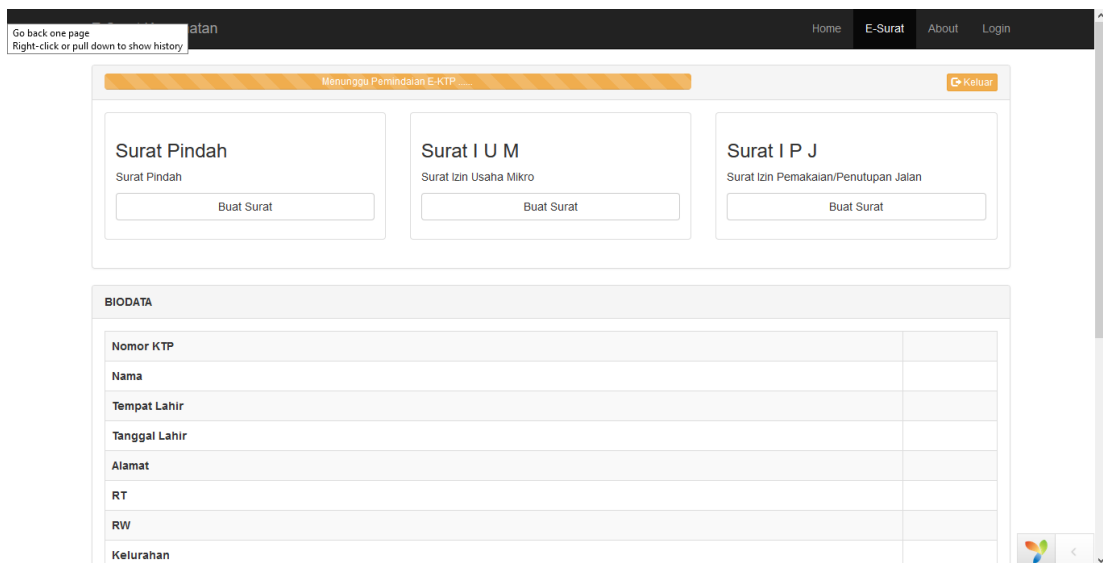 Go back one page
Right-click or pull down to show history
Home E-Surat About Login
Menunggu Pemindaian E-KTP......
Keluar
Surat Pindah
Surat Pindah
Buat Surat
Surat I U M
Surat Izin Usaha Mikro
Buat Surat
Surat I P J
Surat Izin Pemakaian/Penutupan Jalan
Buat Surat
BIODATA
Nomor KTP
Nama
Tempat Lahir
Tanggal Lahir
Alamat
RT
RW
Kelurahan